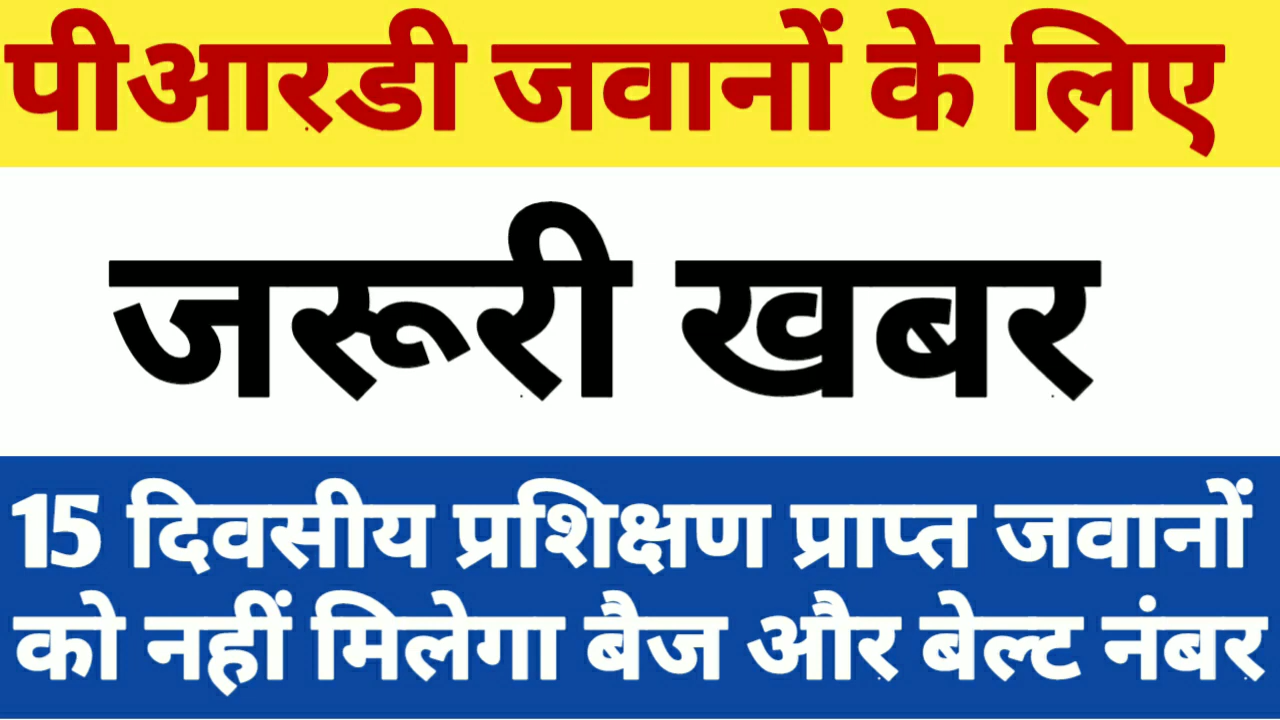 पीआरडी जवानों के लिए
जरूरी खबर
15 दिवसीय प्रशिक्षण प्राप्त जवानों
को नहीं मिलेगा बैज और बेल्ट नंबर